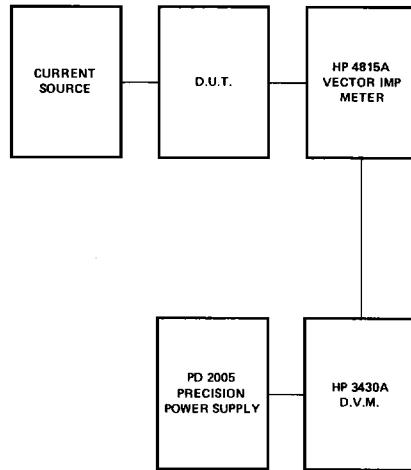 CURRENT
SOURCE
D.U.T.
HP 4815A
VECTOR IMP
METER
PD 2005
PRECISION
POWER SUPPLY
HP 3430A
D.V.M.